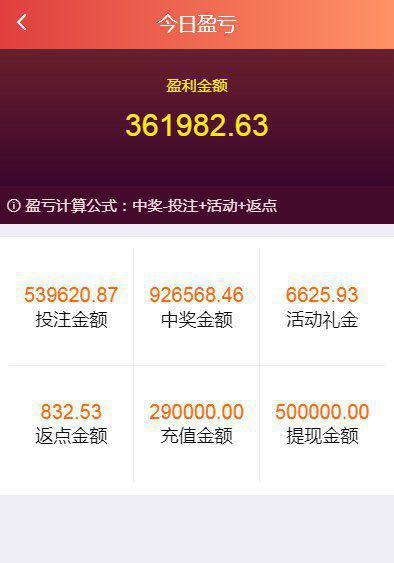 今日盈亏
盈利金额
361982.63
盈亏计算公式：中奖-投注+活动+返点
539620.87 926568.46 6625.93
投注金额 中奖金额 活动礼金
832.53 290000.00 500000.00
返点金额 充值金额 提现金额